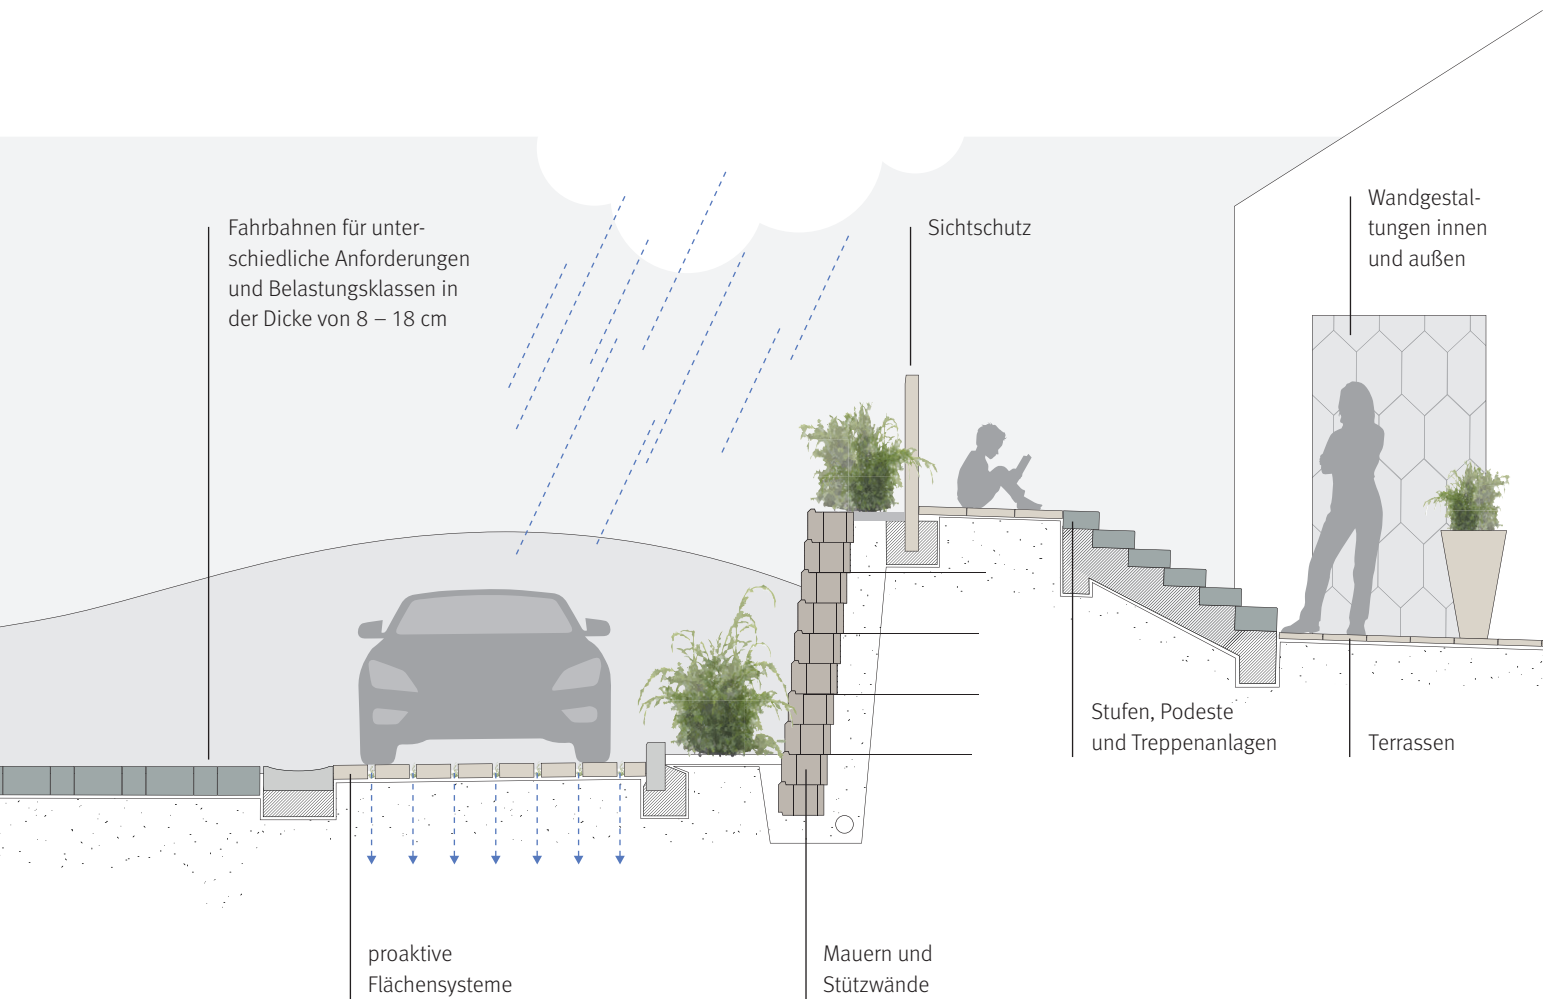 Fahrbahnen für unter-
schiedliche Anforderungen
und Belastungsklassen in
der Dicke von 8 – 18 cm
Sichtschutz
Wandgestal-
tungen innen
und außen
Stufen, Podeste
und Treppenanlagen
Terrassen
proaktive
Flächensysteme
Mauern und
Stützwände